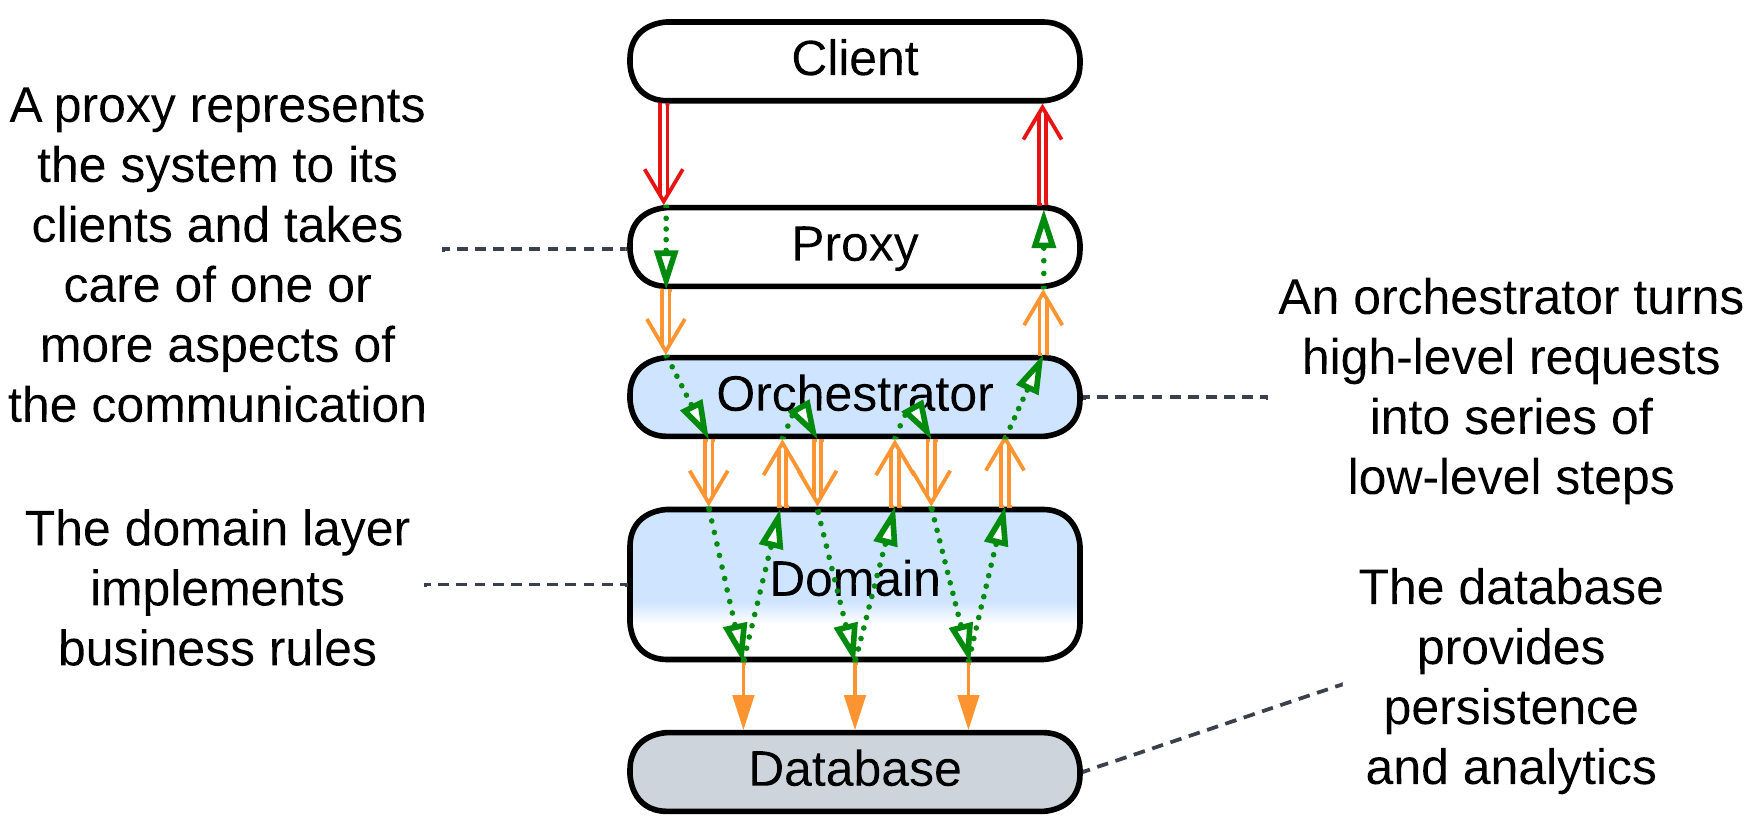 Client
A proxy represents
the system to its
clients and takes
care of one or
more aspects of
the communication
Proxy
An orchestrator turns
high-level requests
into series of
low-level steps
Orchestrator
The domain layer
implements
business rules
Domain
The database
provides
persistence
and analytics
Database